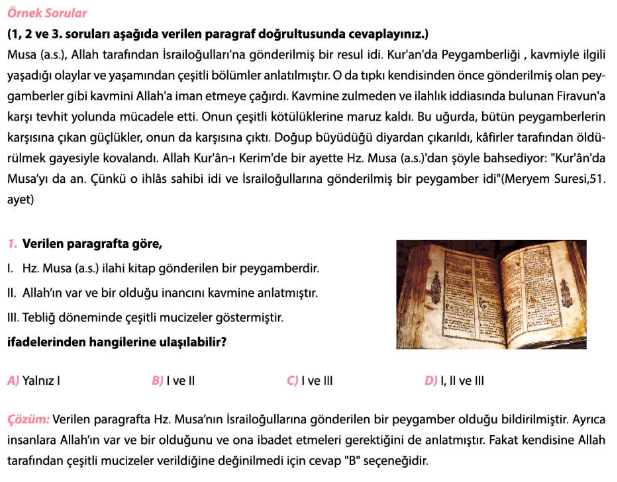 Örnek Sorular
(1, 2 ve 3. soruları aşağıda verilen paragraf doğrultusunda cevaplayınız.)
Musa (a.s.), Allah tarafından İsrailoğulları'na gönderilmiş bir resul idi. Kur'an'da Peygamberliği , kavmiyle ilgili
yaşadığı olaylar ve yaşamından çeşitli bölümler anlatılmıştır. O da tıpkı kendisinden önce gönderilmiş olan pey-
gamberler gibi kavmini Allah'a iman etmeye çağırdı. Kavmine zulmeden ve ilahlık iddiasında bulunan Firavun'a
karşı tevhit yolunda mücadele etti. Onun çeşitli kötülüklerine maruz kaldı. Bu uğurda, bütün peygamberlerin
karşısına çıkan güçlükler, onun da karşısına çıktı. Doğup büyüdüğü diyardan çıkarıldı, kâfirler tarafından öldü-
rülmek gayesiyle kovalandı. Allah Kur'ân-ı Kerim'de bir ayette Hz. Musa (a.s.)'dan şöyle bahsediyor: "Kur'ân'da
Musa'yı da an. Çünkü o ihlâs sahibi idi ve İsrailoğullarına gönderilmiş bir peygamber idi"(Meryem Suresi,51.
ayet)
1. Verilen paragrafta göre,
I. Hz. Musa (a.s.) ilahi kitap gönderilen bir peygamberdir.
II. Allah'ın var ve bir olduğu inancını kavmine anlatmıştır.
III. Tebliğ döneminde çeşitli mucizeler göstermiştir.
ifadelerinden hangilerine ulaşılabilir?
A) Yalnız I B) I ve II C) I ve III D) I, II ve III
Çözüm: Verilen paragrafta Hz. Musa'nın İsrailoğullarına gönderilen bir peygamber olduğu bildirilmiştir. Ayrıca
insanlara Allah'ın var ve bir olduğunu ve ona ibadet etmeleri gerektiğini de anlatmıştır. Fakat kendisine Allah
tarafından çeşitli mucizeler verildiğine değinilmedi için cevap "B" seçeneğidir.